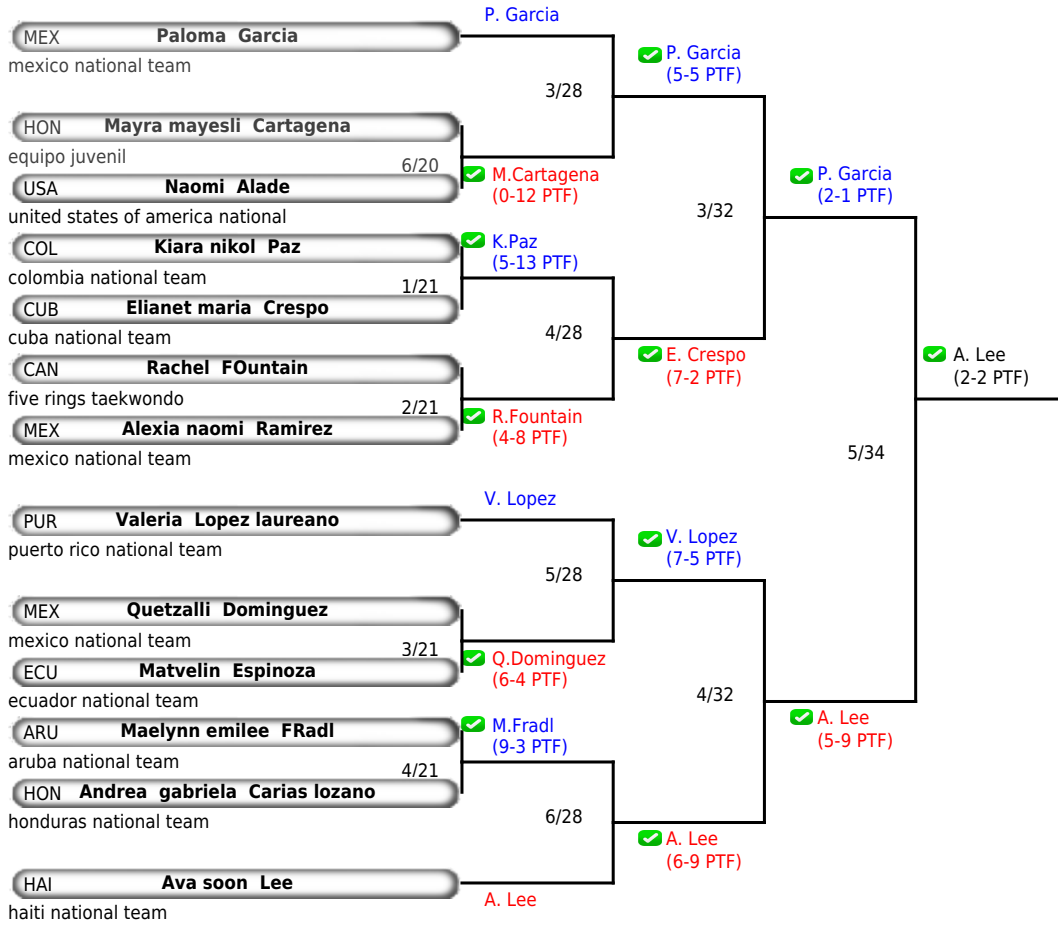 P. Garcia
MEX Paloma Garcia
mexico national team
3/28
P. Garcia
(5-5 PTF)
HON Mayra mayesli Cartagena
equipo juvenil
6/20
M.Cartagena
(0-12 PTF)
USA Naomi Alade
united states of america national
3/32
P. Garcia
(2-1 PTF)
COL Kiara nikol Paz
colombia national team
K.Paz
(5-13 PTF)
1/21
CUB Elianet maria Crespo
cuba national team
4/28
E. Crespo
(7-2 PTF)
CAN Rachel FOuntain
five rings taekwondo
2/21
R.Fountain
(4-8 PTF)
MEX Alexia naomi Ramirez
mexico national team
A. Lee
(2-2 PTF)
5/34
V. Lopez
PUR Valeria Lopez laureano
puerto rico national team
5/28
V. Lopez
(7-5 PTF)
MEX Quetzalli Dominguez
mexico national team
3/21
Q.Dominguez
(6-4 PTF)
ECU Matvelin Espinoza
ecuador national team
4/32
A. Lee
(5-9 PTF)
ARU Maelynn emilee FRadl
aruba national team
M.Fradl
(9-3 PTF)
4/21
HON Andrea gabriela Carias lozano
honduras national team
6/28
A. Lee
(6-9 PTF)
HAI Ava soon Lee
haiti national team
A. Lee